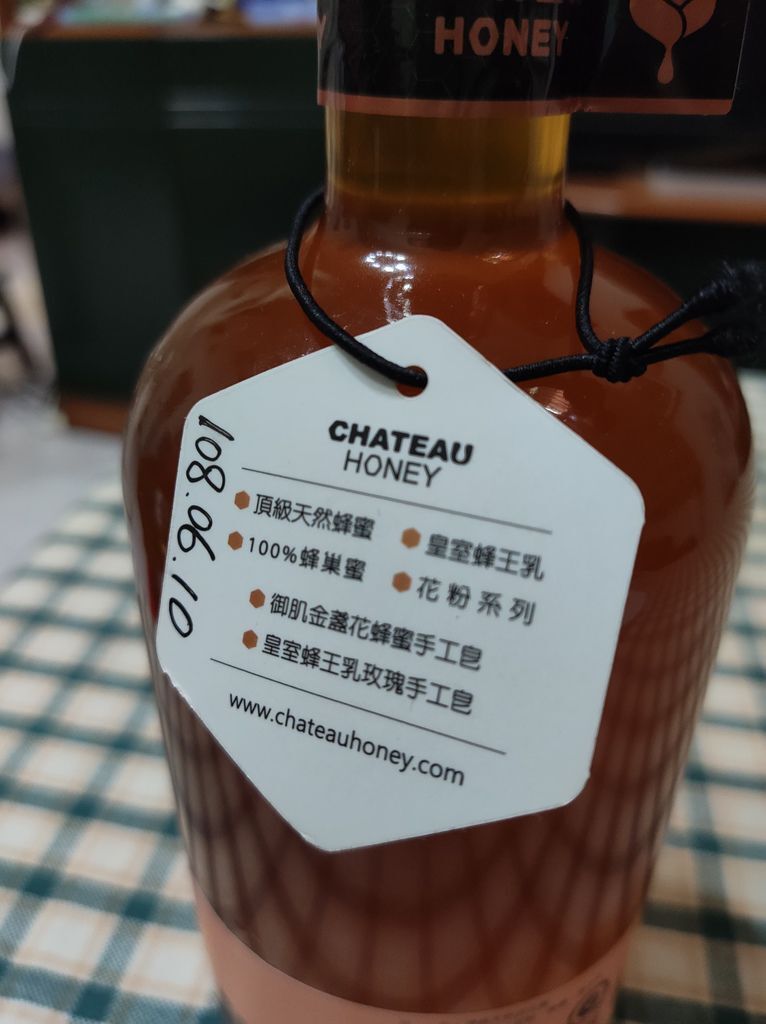 HONEY
CHATEAU
HONEY
108.06.10
頂級天然蜂蜜
皇室蜂王乳
100%蜂巢蜜
花粉系列
御肌金盞花蜂蜜手工皂
皇室蜂王乳玫瑰手工皂
www.chateauhoney.com